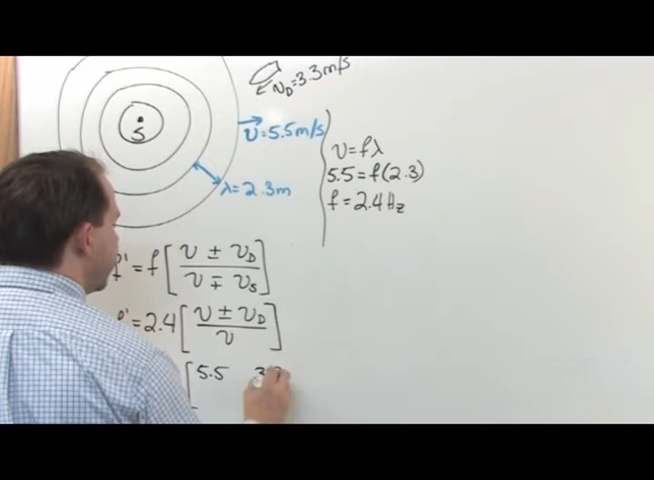 v_D=3.3m/s
S
v=5.5m/s
λ=2.3m
v=fλ
5.5=f(2.3)
f=2.4Hz
f'=f[(v ± v_D)/(v ∓ v_s)]
f'=2.4[(v ± v_D)/v]
[5.5